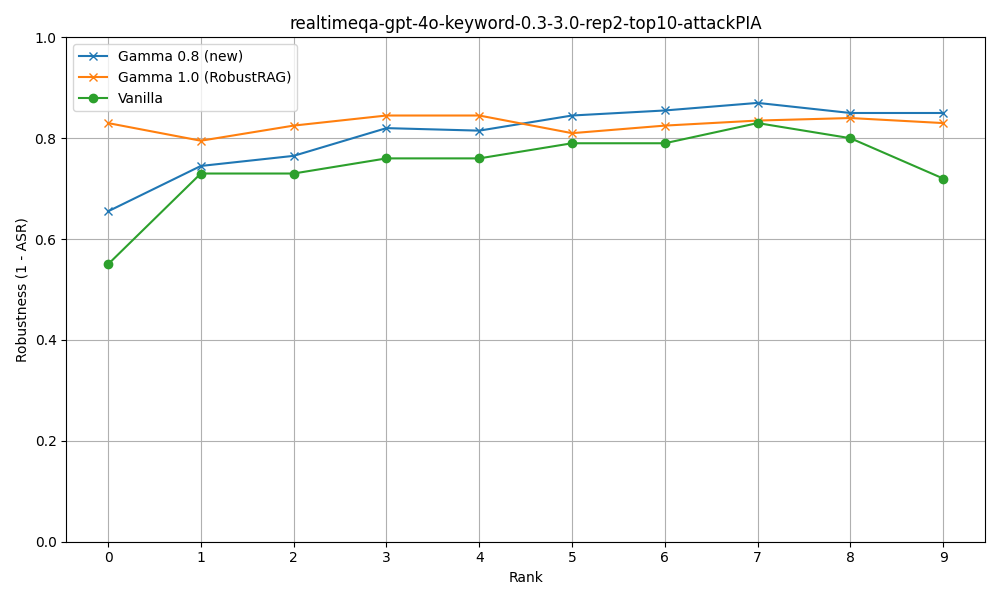 realtimeqa-gpt-4o-keyword-0.3-3.0-rep2-top10-attackPIA
Gamma 0.8 (new)
Gamma 1.0 (RobustRAG)
Vanilla
Robustness (1 - ASR)
1.0
0.8
0.6
0.4
0.2
0.0
0 1 2 3 4 5 6 7 8 9
Rank